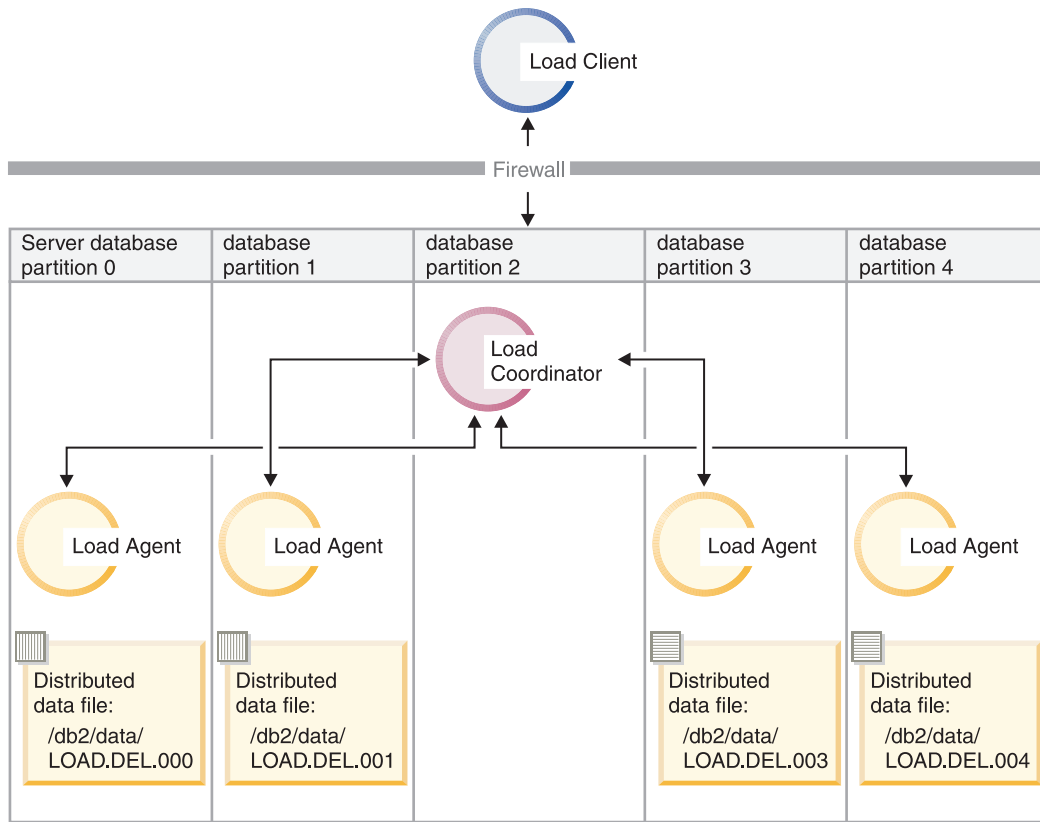 Load Client
Firewall
Server database
partition 0
database
partition 1
database
partition 2
database
partition 3
database
partition 4
Load
Coordinator
Load Agent
Load Agent
Load Agent
Load Agent
Distributed
data file:
/db2/data/
LOAD.DEL.000
Distributed
data file:
/db2/data/
LOAD.DEL.001
Distributed
data file:
/db2/data/
LOAD.DEL.003
Distributed
data file:
/db2/data/
LOAD.DEL.004